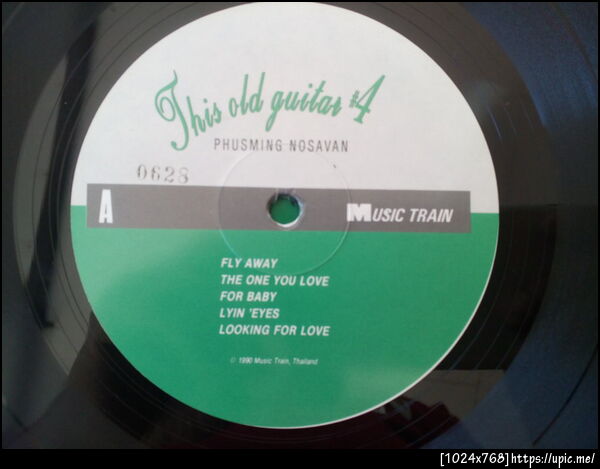 This old guitar #4
PHUSMING NOSAVAN
0628
A
MUSIC TRAIN
FLY AWAY
THE ONE YOU LOVE
FOR BABY
LYIN 'EYES
LOOKING FOR LOVE
© 1990 Music Train, Thailand
[1024x768]https://upic.me/